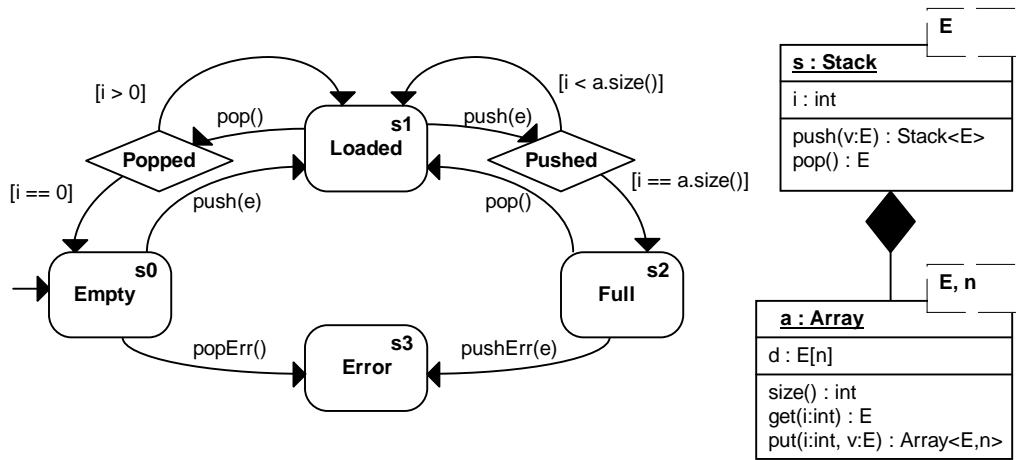 [i > 0]
pop()
s1
Loaded
push(e)
[i < a.size()]
Popped
Pushed
[i == 0]
push(e)
pop()
[i == a.size()]
s0
Empty
s2
Full
popErr()
s3
Error
pushErr(e)
E
s : Stack
i : int
push(v:E) : Stack<E>
pop() : E
E, n
a : Array
d : E[n]
size() : int
get(i:int) : E
put(i:int, v:E) : Array<E,n>